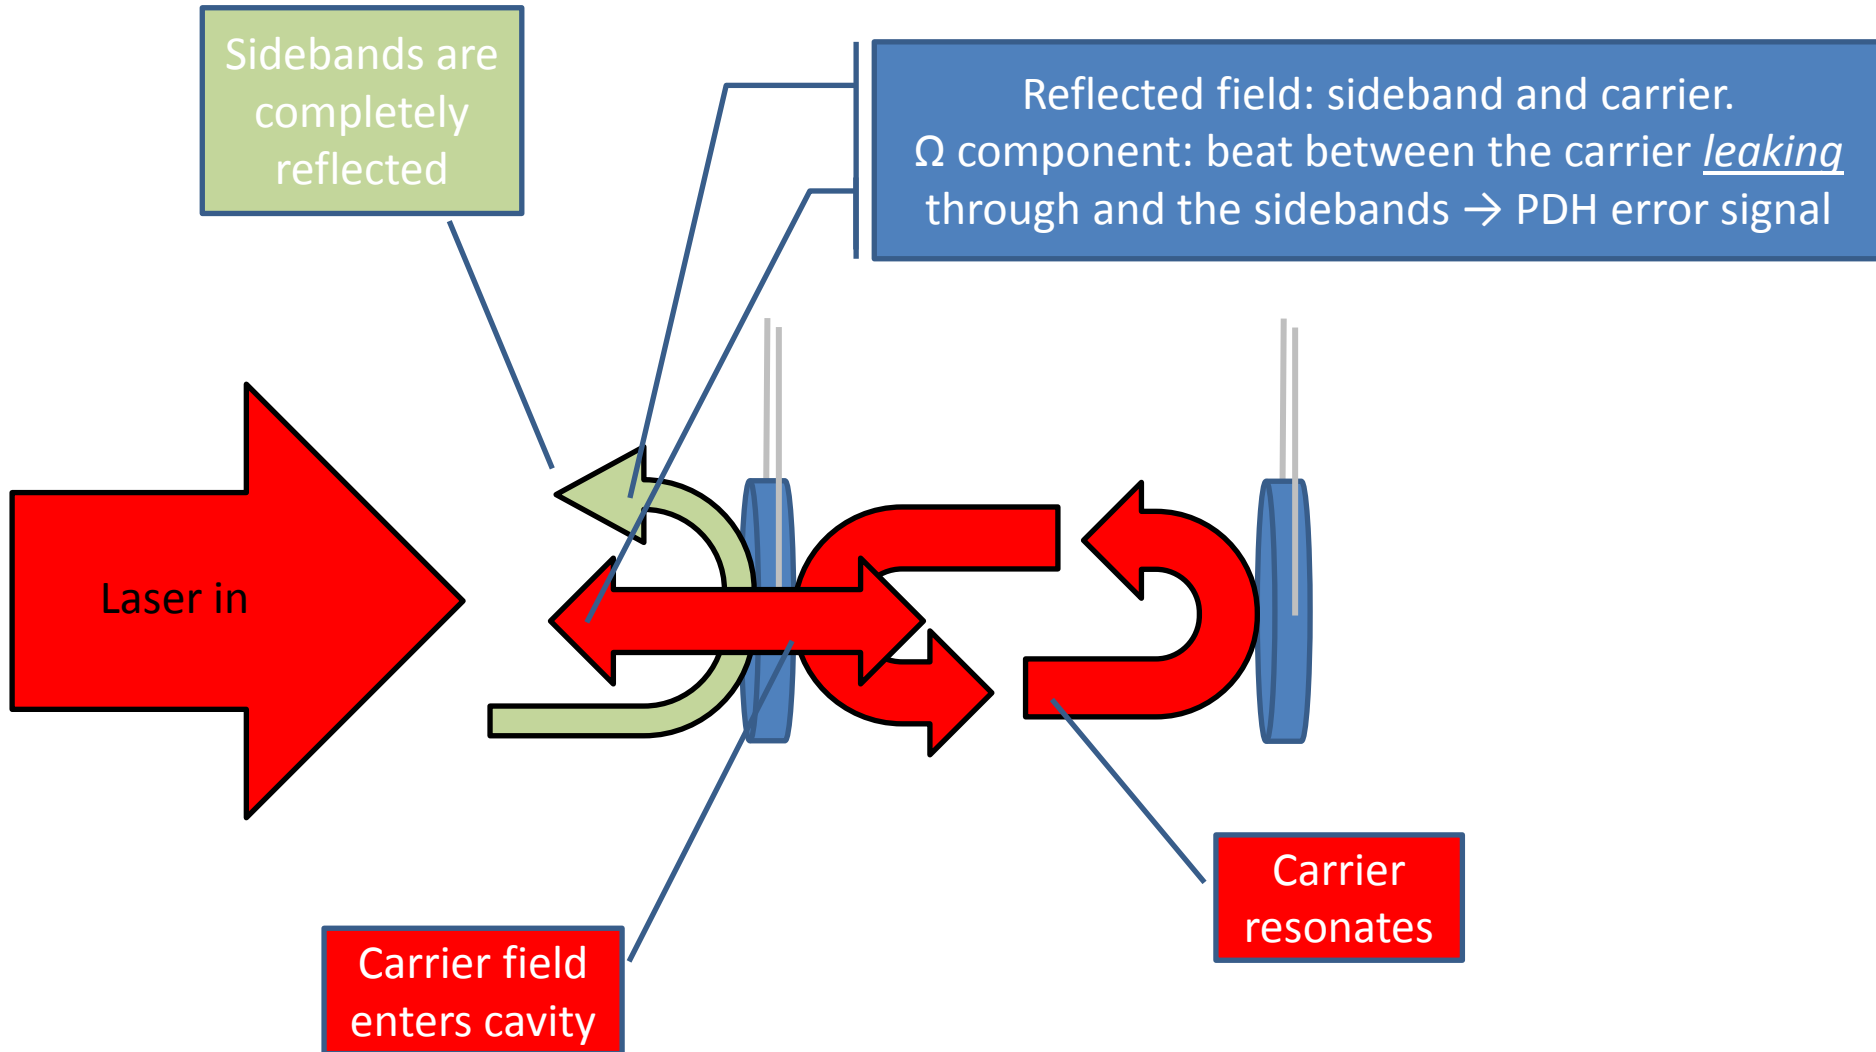 Sidebands are
completely
reflected
Reflected field: sideband and carrier.
Ω component: beat between the carrier leaking
through and the sidebands → PDH error signal
Laser in
Carrier
resonates
Carrier field
enters cavity